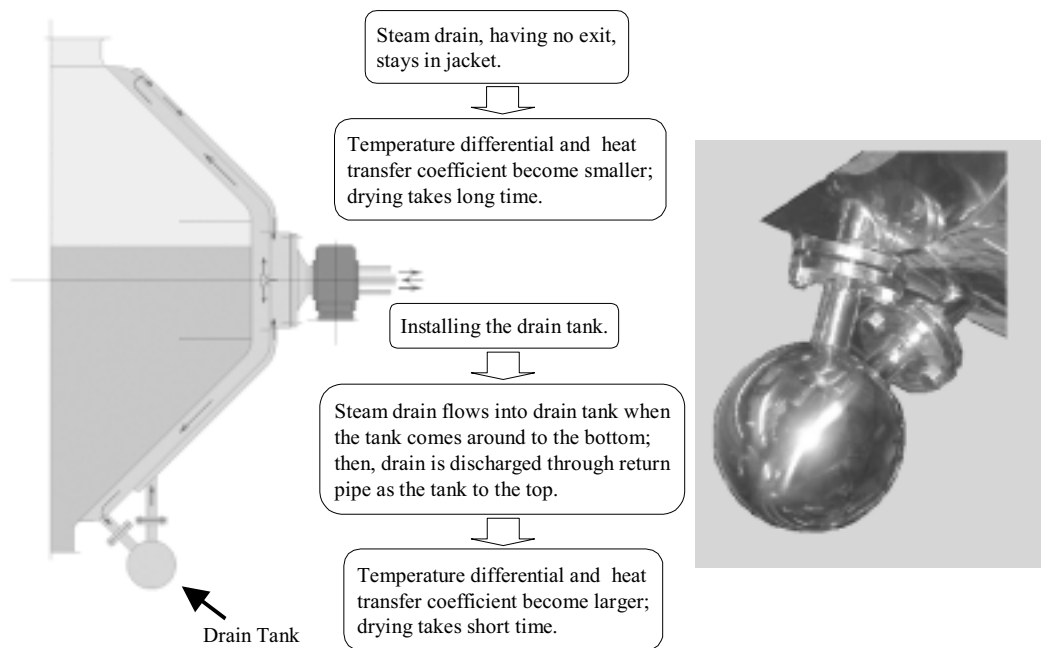 Steam drain, having no exit,
stays in jacket.
Temperature differential and heat
transfer coefficient become smaller;
drying takes long time.
Installing the drain tank.
Steam drain flows into drain tank when
the tank comes around to the bottom;
then, drain is discharged through return
pipe as the tank to the top.
Temperature differential and heat
transfer coefficient become larger;
drying takes short time.
Drain Tank